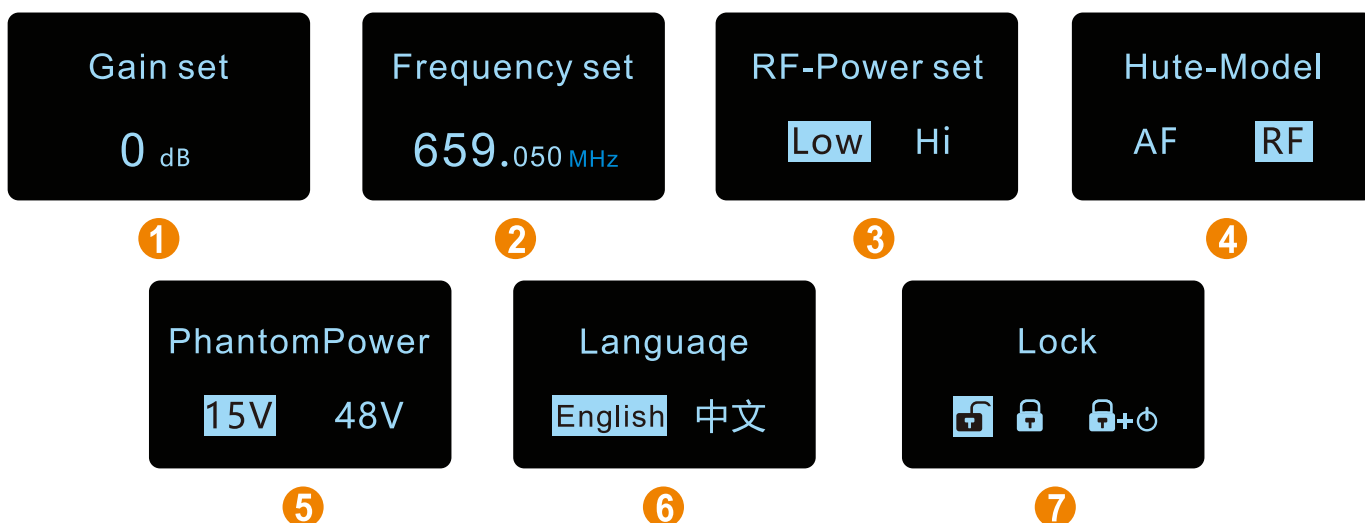 Gain set
0 dB
1
Frequency set
659.050 MHz
2
RF-Power set
Low Hi
3
Hute-Model
AF RF
4
PhantomPower
15V 48V
5
Languaqe
English 中文
6
Lock
+
7